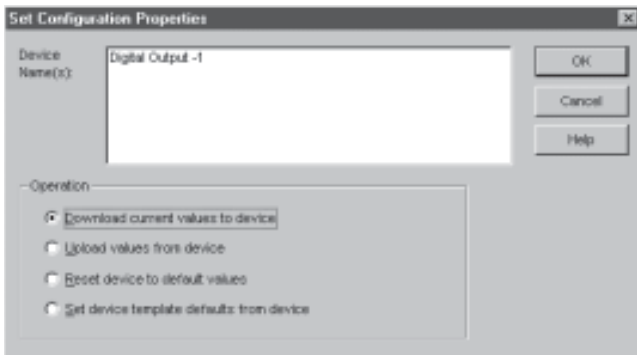 Set Configuration Properties
Device
Name(s):
Digital Output -1
OK
Cancel
Help
Operation
Download current values to device
Upload values from device
Reset device to default values
Set device template defaults from device